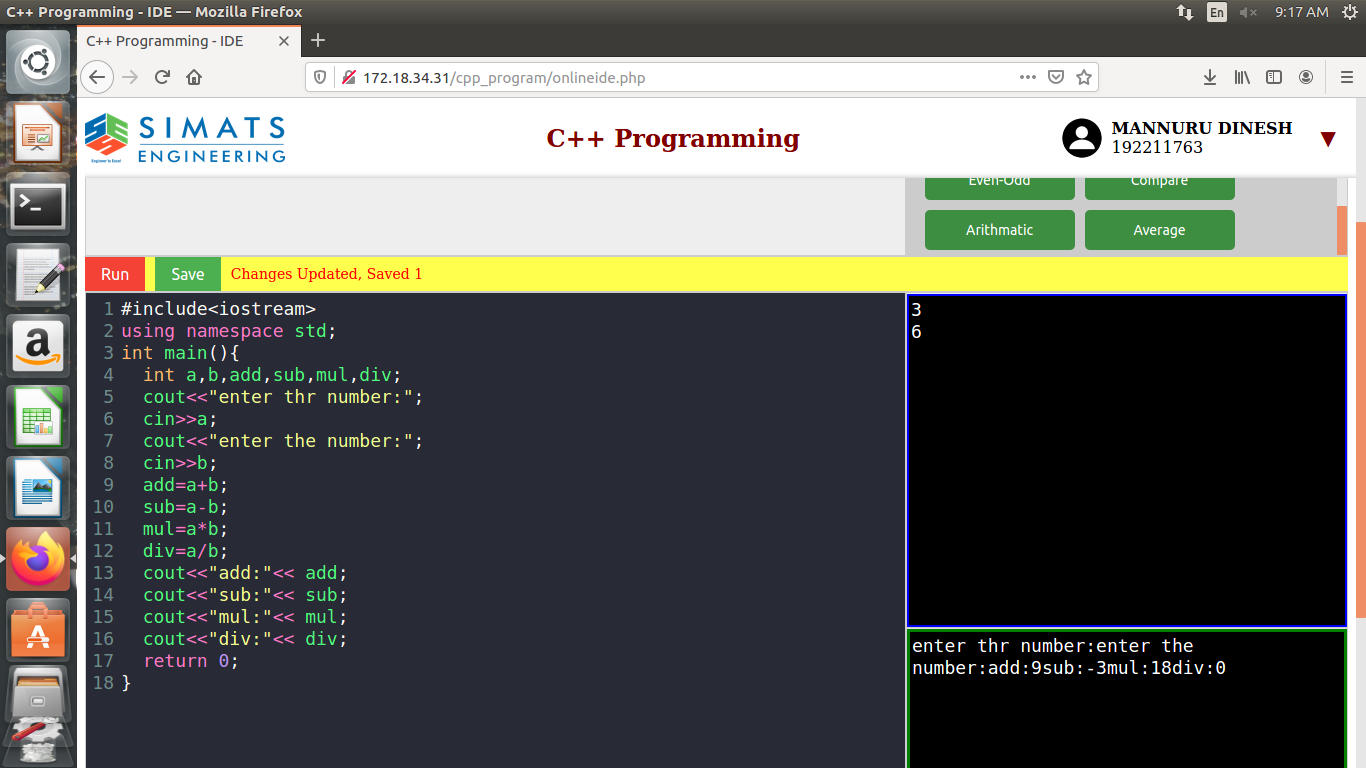 C++ Programming - IDE — Mozilla Firefox
En
9:17 AM
C++ Programming - IDE
172.18.34.31/cpp_program/onlineide.php
SIMATS
ENGINEERING
Engineer to Excel
C++ Programming
MANNURU DINESH
192211763
Even-Odd
Compare
Arithmatic
Average
Run
Save
Changes Updated, Saved 1
1 #include<iostream>
2 using namespace std;
3 int main(){
4 int a,b,add,sub,mul,div;
5 cout<<"enter thr number:";
6 cin>>a;
7 cout<<"enter the number:";
8 cin>>b;
9 add=a+b;
10 sub=a-b;
11 mul=a*b;
12 div=a/b;
13 cout<<"add:"<< add;
14 cout<<"sub:"<< sub;
15 cout<<"mul:"<< mul;
16 cout<<"div:"<< div;
17 return 0;
18 }
3
6
enter thr number:enter the
number:add:9sub:-3mul:18div:0